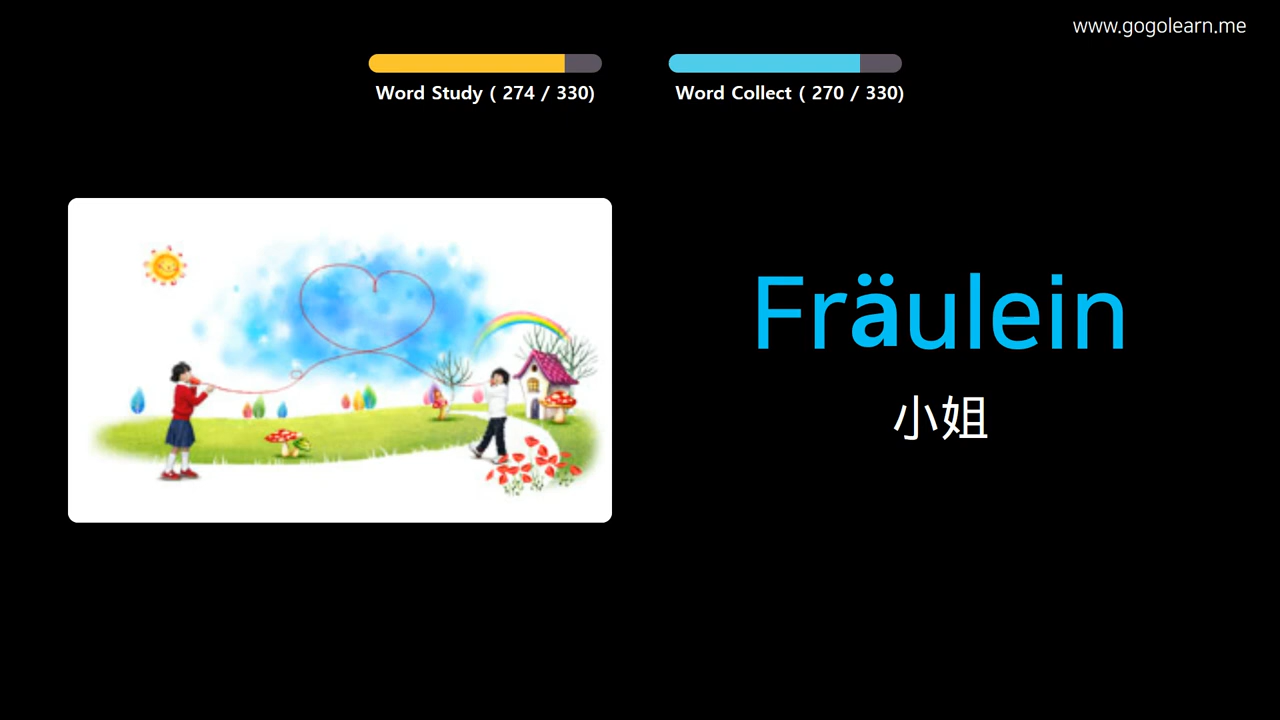 www.gogolearn.me
Word Study ( 274 / 330)
Word Collect ( 270 / 330)
Fräulein
小姐